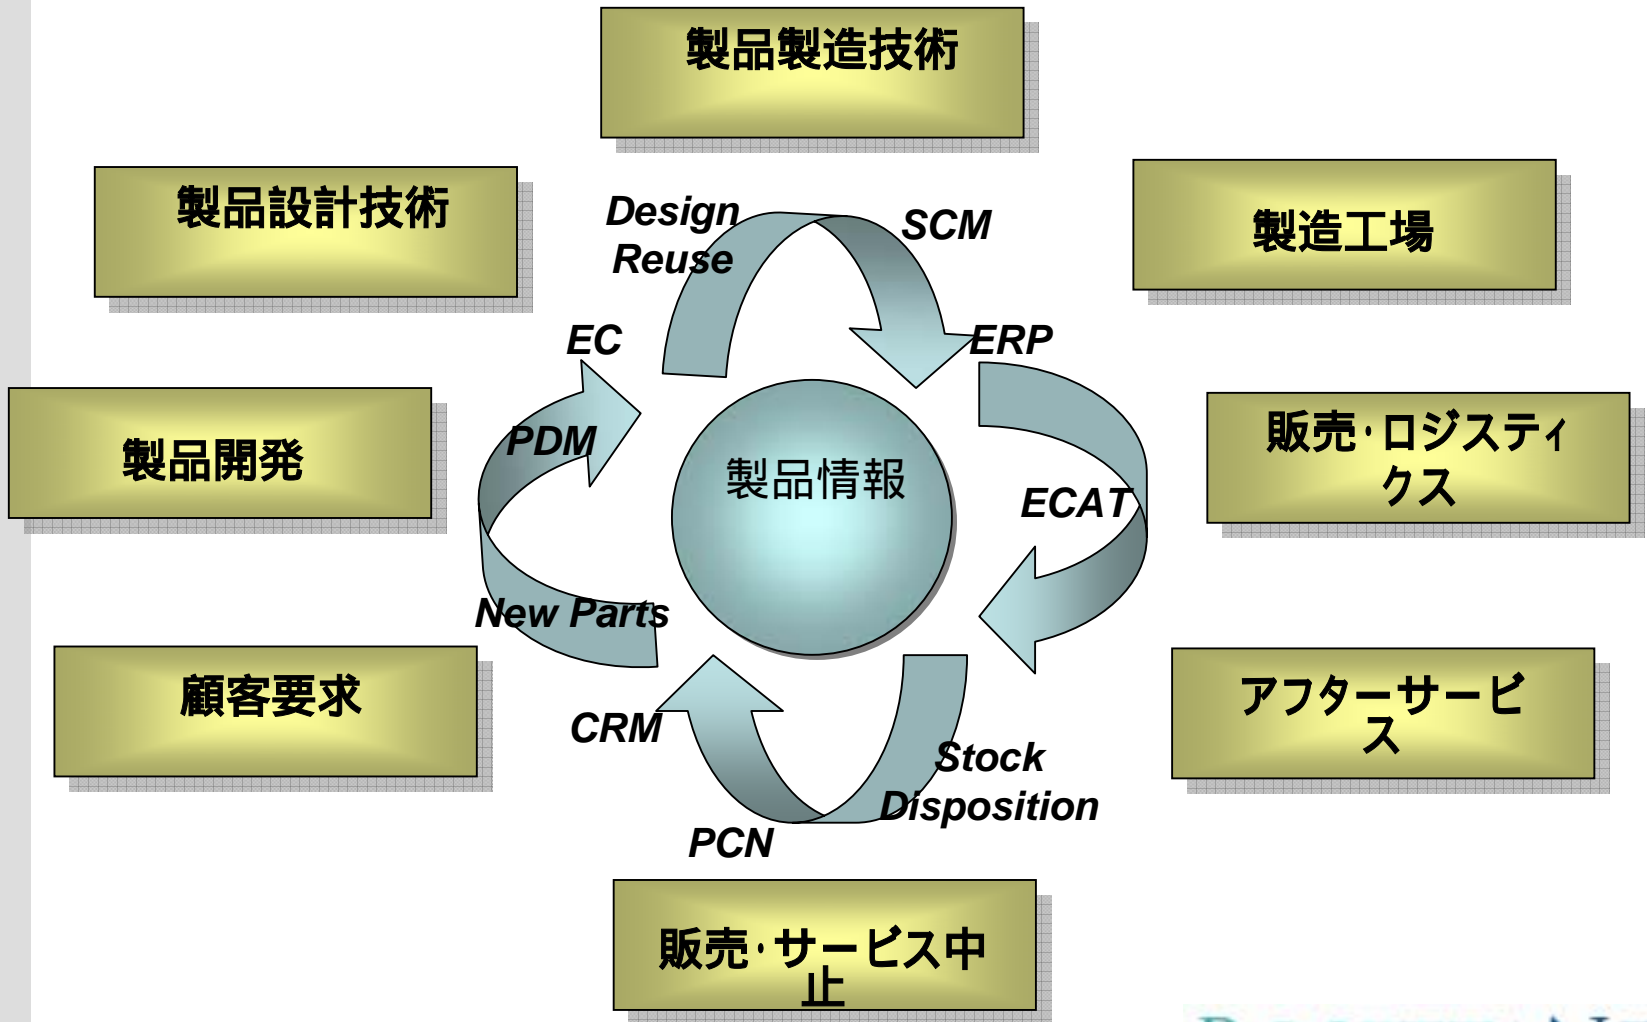 製品製造技術
製品設計技術
Design
Reuse
SCM
製造工場
EC
ERP
製品開発
PDM
製品情報
ECAT
販売・ロジスティ
クス
New Parts
顧客要求
CRM
アフターサービ
ス
Stock
Disposition
PCN
販売・サービス中
止